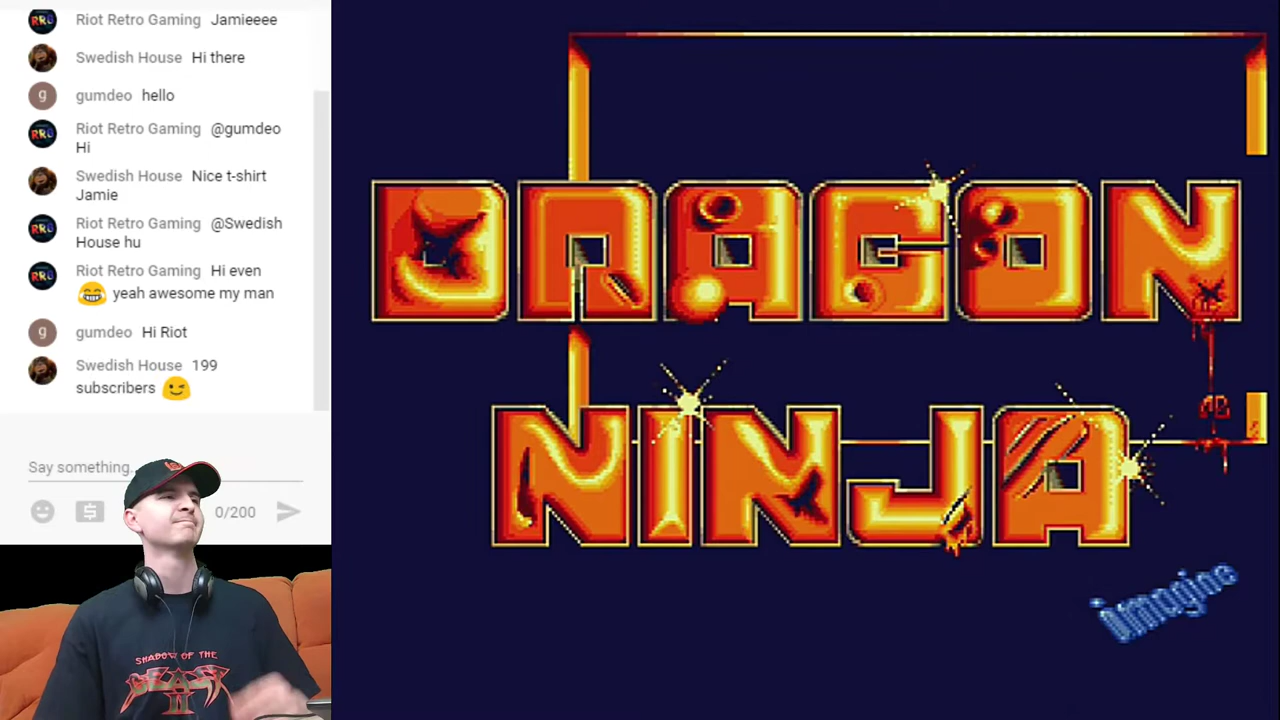 Riot Retro Gaming Jamieeee
Swedish House Hi there
g gumdeo hello
Riot Retro Gaming @gumdeo
Hi
Swedish House Nice t-shirt
Jamie
Riot Retro Gaming @Swedish
House hu
Riot Retro Gaming Hi even
😂 yeah awesome my man
g gumdeo Hi Riot
Swedish House 199
subscribers 😉
Say something...
0/200
SHADOW OF THE
BEAST
II
DRAGON
NINJA
imagine